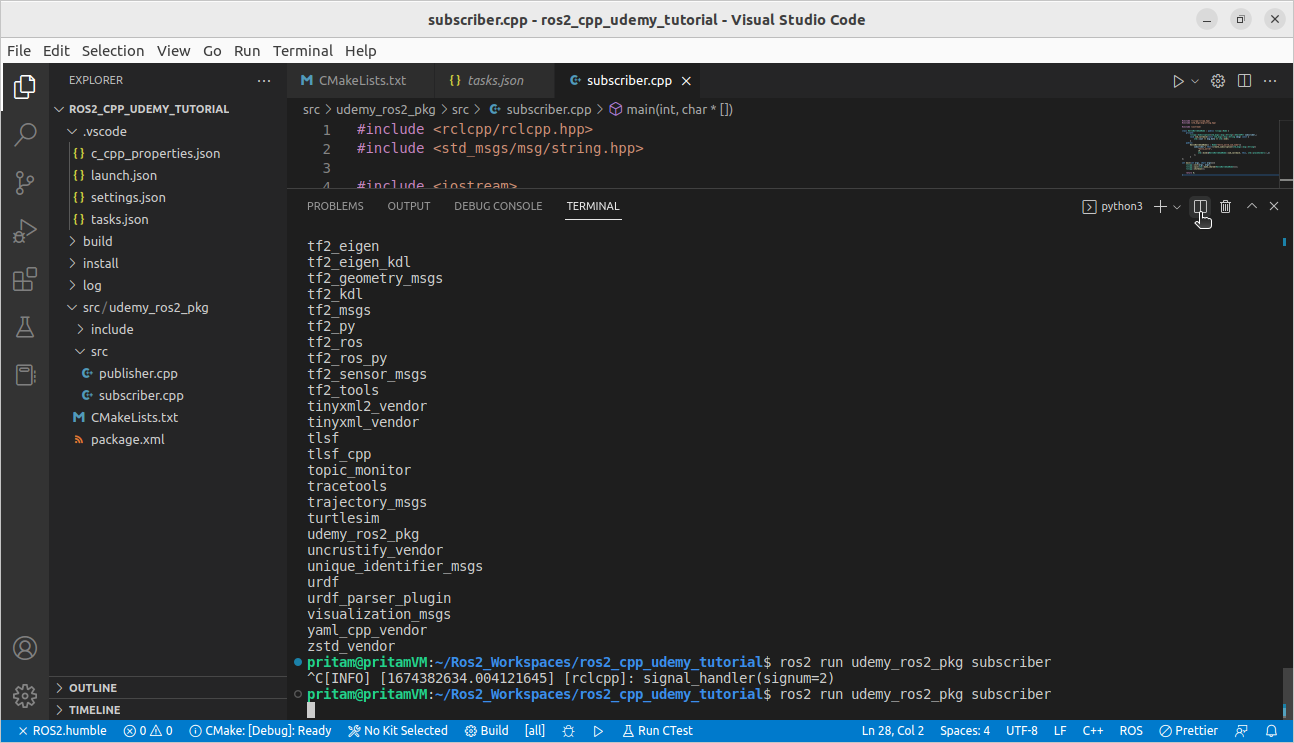 subscriber.cpp - ros2_cpp_udemy_tutorial - Visual Studio Code
File Edit Selection View Go Run Terminal Help
EXPLORER
ROS2_CPP_UDEMY_TUTORIAL
.vscode
{} c_cpp_properties.json
{} launch.json
{} settings.json
{} tasks.json
build
install
log
src/udemy_ros2_pkg
include
src
publisher.cpp
subscriber.cpp
CMakeLists.txt
package.xml
OUTLINE
TIMELINE
CMakeLists.txt {} tasks.json subscriber.cpp
src > udemy_ros2_pkg > src > subscriber.cpp > main(int, char * [])
1 #include <rclcpp/rclcpp.hpp>
2 #include <std_msgs/msg/string.hpp>
3
4 #include <iostream>
PROBLEMS OUTPUT DEBUG CONSOLE TERMINAL python3
tf2_eigen
tf2_eigen_kdl
tf2_geometry_msgs
tf2_kdl
tf2_msgs
tf2_py
tf2_ros
tf2_ros_py
tf2_sensor_msgs
tf2_tools
tinyxml2_vendor
tinyxml_vendor
tlsf
tlsf_cpp
topic_monitor
tracetools
trajectory_msgs
turtlesim
udemy_ros2_pkg
uncrustify_vendor
unique_identifier_msgs
urdf
urdf_parser_plugin
visualization_msgs
yaml_cpp_vendor
zstd_vendor
pritam@pritamVM:~/Ros2_Workspaces/ros2_cpp_udemy_tutorial$ ros2 run udemy_ros2_pkg subscriber
^C[INFO] [1674382634.004121645] [rclcpp]: signal_handler(signum=2)
pritam@pritamVM:~/Ros2_Workspaces/ros2_cpp_udemy_tutorial$ ros2 run udemy_ros2_pkg subscriber
ROS2.humble 0 0 CMake: [Debug]: Ready No Kit Selected Build [all] Run CTest Ln 28, Col 2 Spaces: 4 UTF-8 LF C++ ROS Prettier